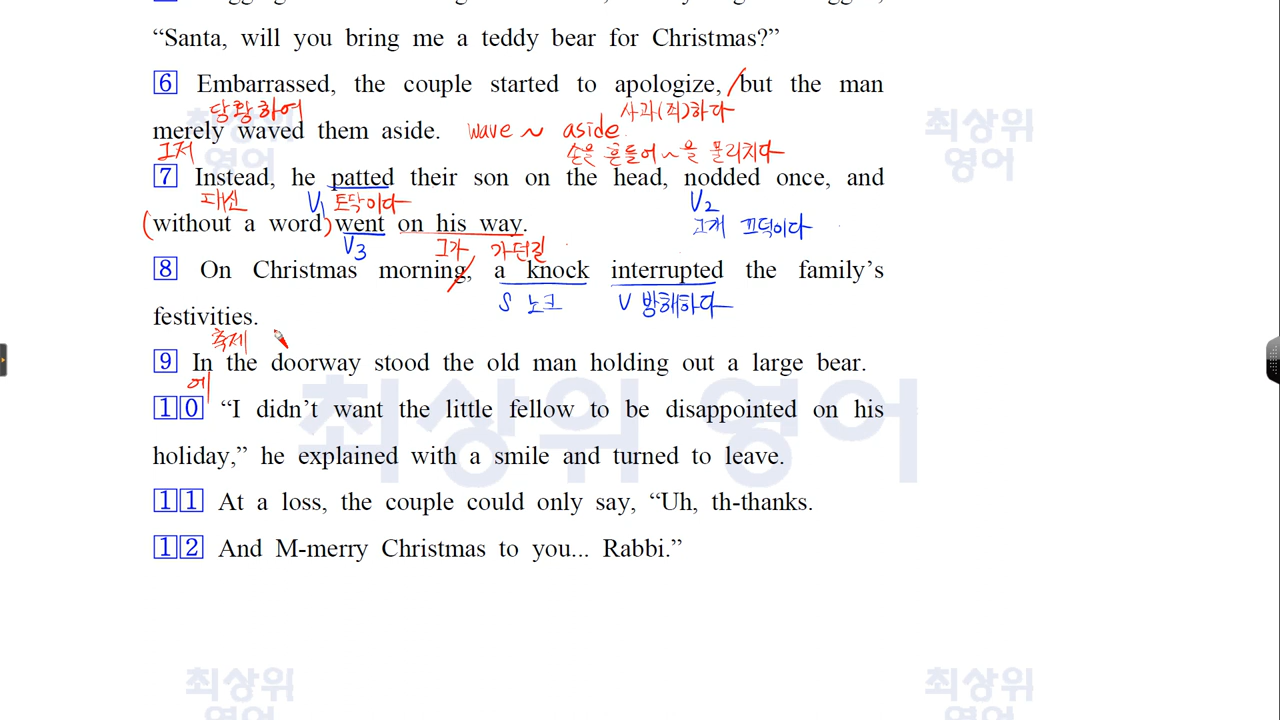 “Santa, will you bring me a teddy bear for Christmas?”
6 Embarrassed, the couple started to apologize, / but the man
당황하여 사과(죄)하다
merely waved them aside. wave ~ aside
그저 손을 흔들어 ~을 물리치다
7 Instead, he patted their son on the head, nodded once, and
대신 V1 토닥이다 V2
(without a word) went on his way. 고개 끄덕이다
V3 그가 가던길
8 On Christmas morning, / a knock interrupted the family’s
S 노크 V 방해하다
festivities.
축제
9 In the doorway stood the old man holding out a large bear.
에
10 “I didn’t want the little fellow to be disappointed on his
holiday,” he explained with a smile and turned to leave.
11 At a loss, the couple could only say, “Uh, th-thanks.
12 And M-merry Christmas to you... Rabbi.”
최상위 영어
최상위 영어
최상위 영어
최상위
최상위